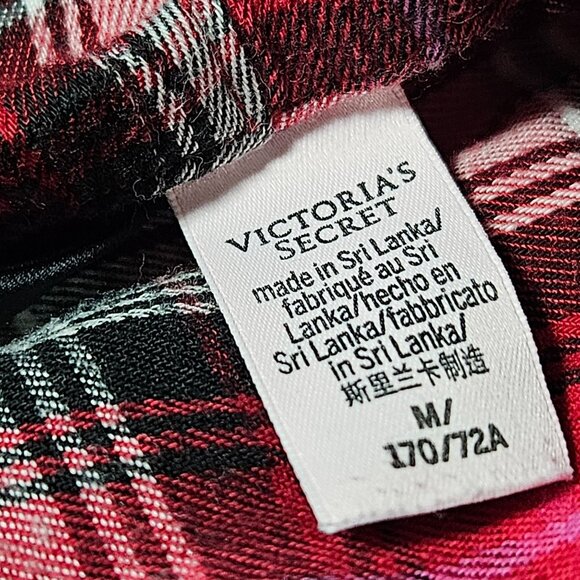 VICTORIA'S
SECRET
made in Sri Lanka/
fabriqué au Sri
Lanka/hecho en
Sri Lanka/fabbricato
in Sri Lanka/
斯里兰卡制造
M/
170/72A